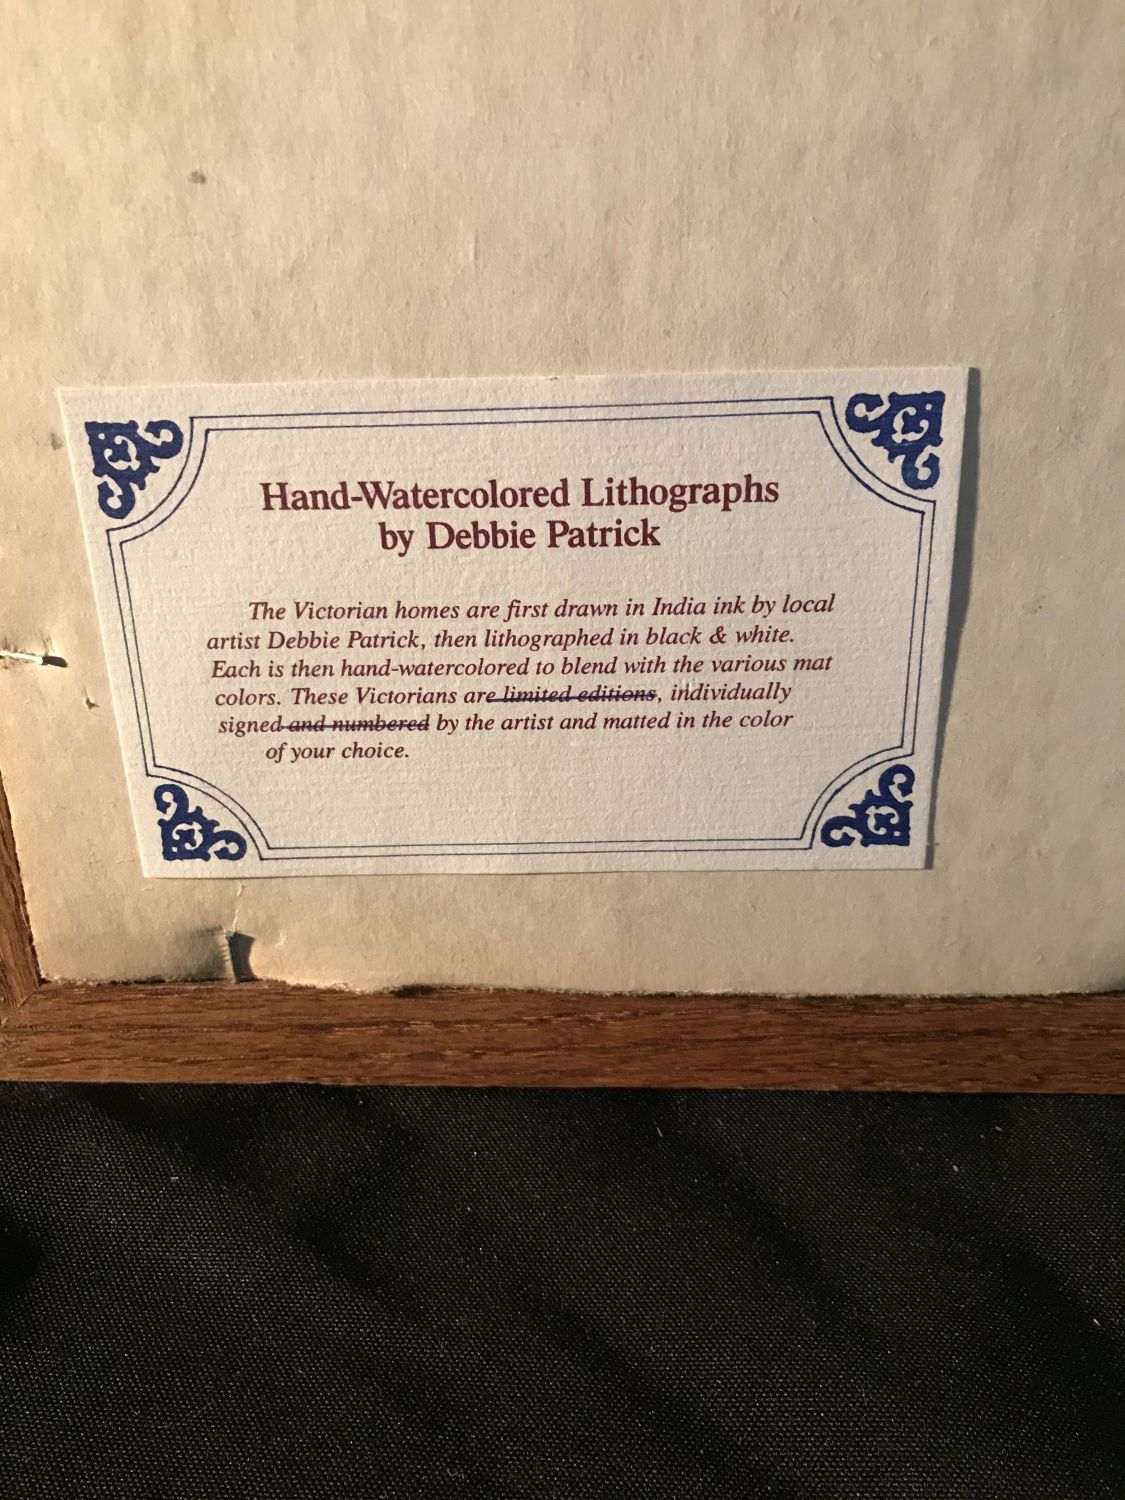 Hand-Watercolored Lithographs
by Debbie Patrick
The Victorian homes are first drawn in India ink by local
artist Debbie Patrick, then lithographed in black & white.
Each is then hand-watercolored to blend with the various mat
colors. These Victorians are limited editions, individually
signed and numbered by the artist and matted in the color
of your choice.